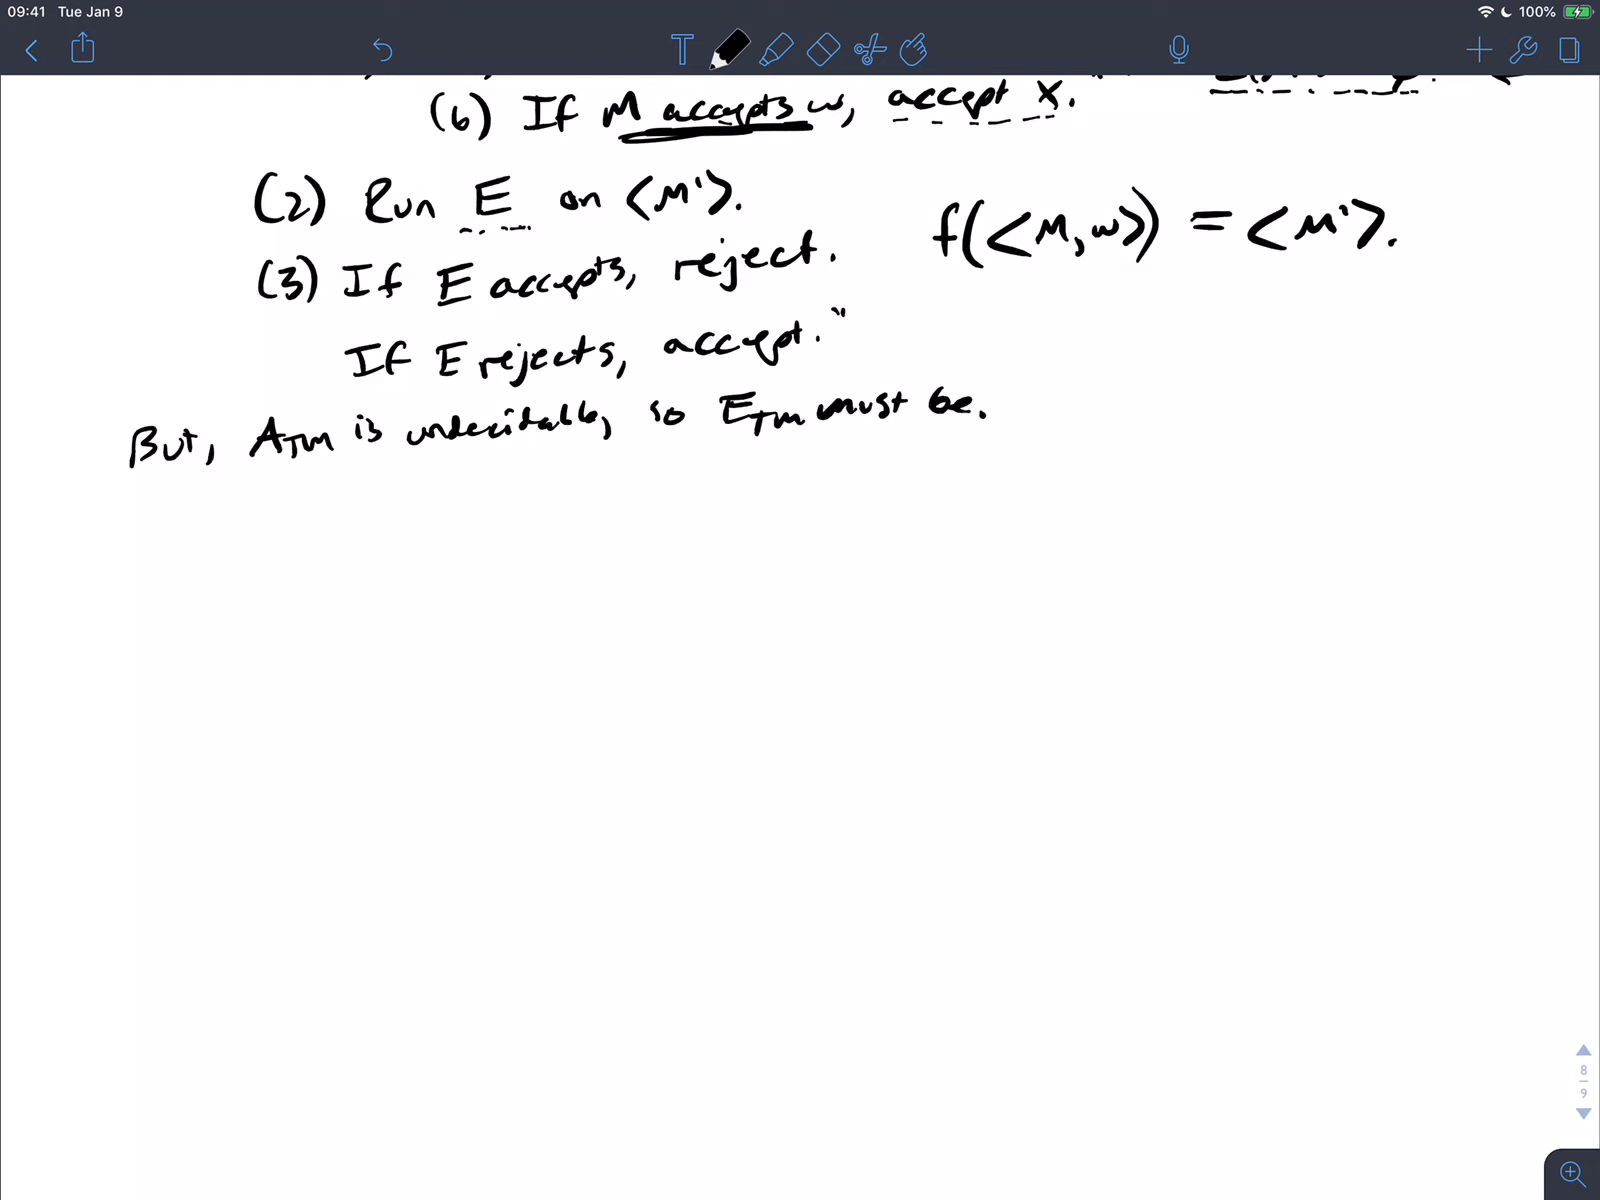 09:41 Tue Jan 9
100%
(6) If M accepts w, accept x.
(2) Run E on <M'>.
f(<M,w>) = <M'>.
(3) If E accepts, reject.
If E rejects, accept."
But, ATM is undecidable, so ETM must be.
8
9